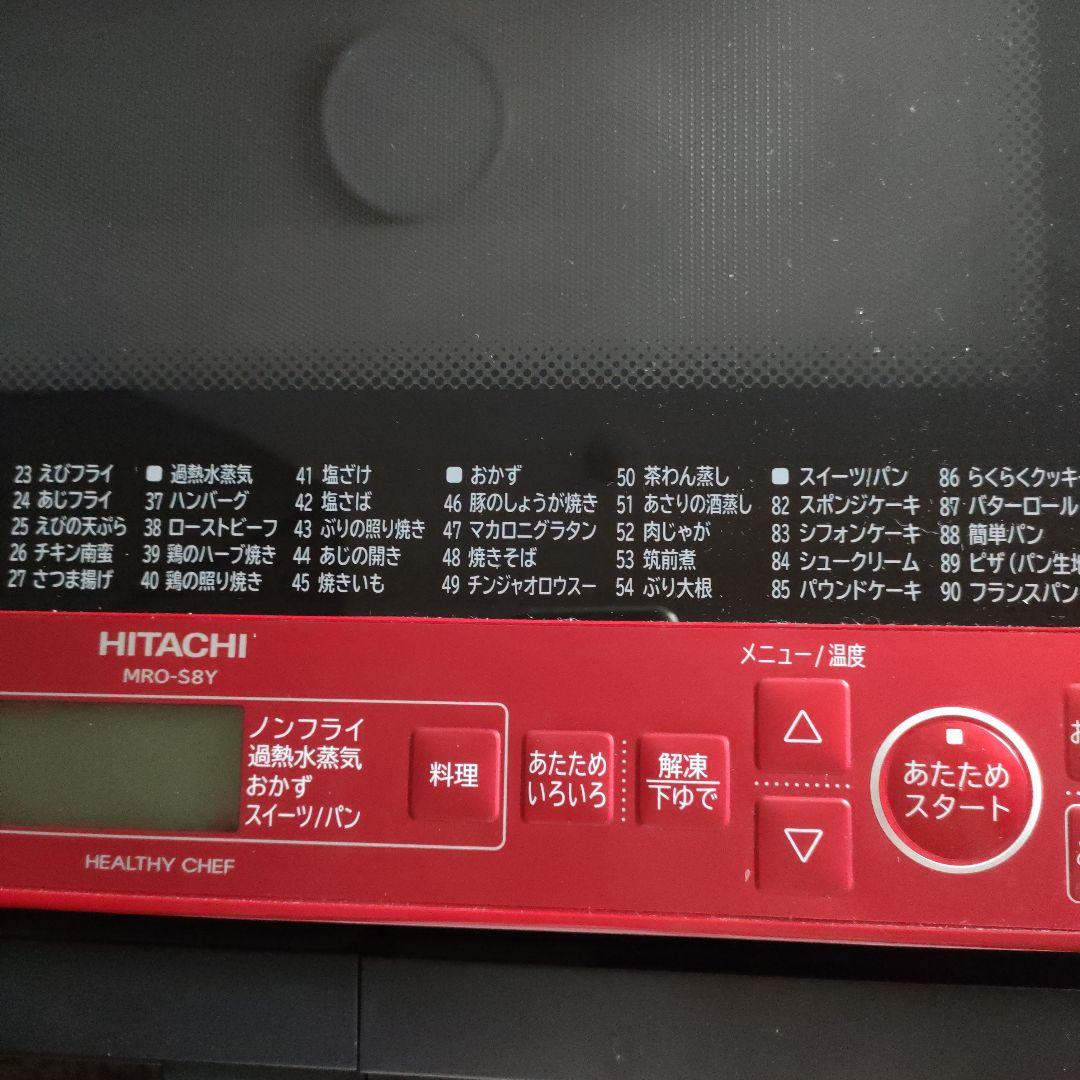 23 えびフライ
24 あじフライ
25 えびの天ぷら
26 チキン南蛮
27 さつま揚げ
■ 過熱水蒸気
37 ハンバーグ
38 ローストビーフ
39 鶏のハーブ焼き
40 鶏の照り焼き
41 塩ざけ
42 塩さば
43 ぶりの照り焼き
44 あじの開き
45 焼きいも
■ おかず
46 豚のしょうが焼き
47 マカロニグラタン
48 焼きそば
49 チンジャオロウスー
50 茶わん蒸し
51 あさりの酒蒸し
52 肉じゃが
53 筑前煮
54 ぶり大根
■ スイーツ/パン
82 スポンジケーキ
83 シフォンケーキ
84 シュークリーム
85 パウンドケーキ
86 らくらくクッキ
87 バターロール
88 簡単パン
89 ピザ(パン生地
90 フランスパン
HITACHI
MRO-S8Y
ノンフライ
過熱水蒸気
おかず
スイーツ/パン
HEALTHY CHEF
料理
あたため
いろいろ
解凍
下ゆで
メニュー/温度
△
▽
あたため
スタート